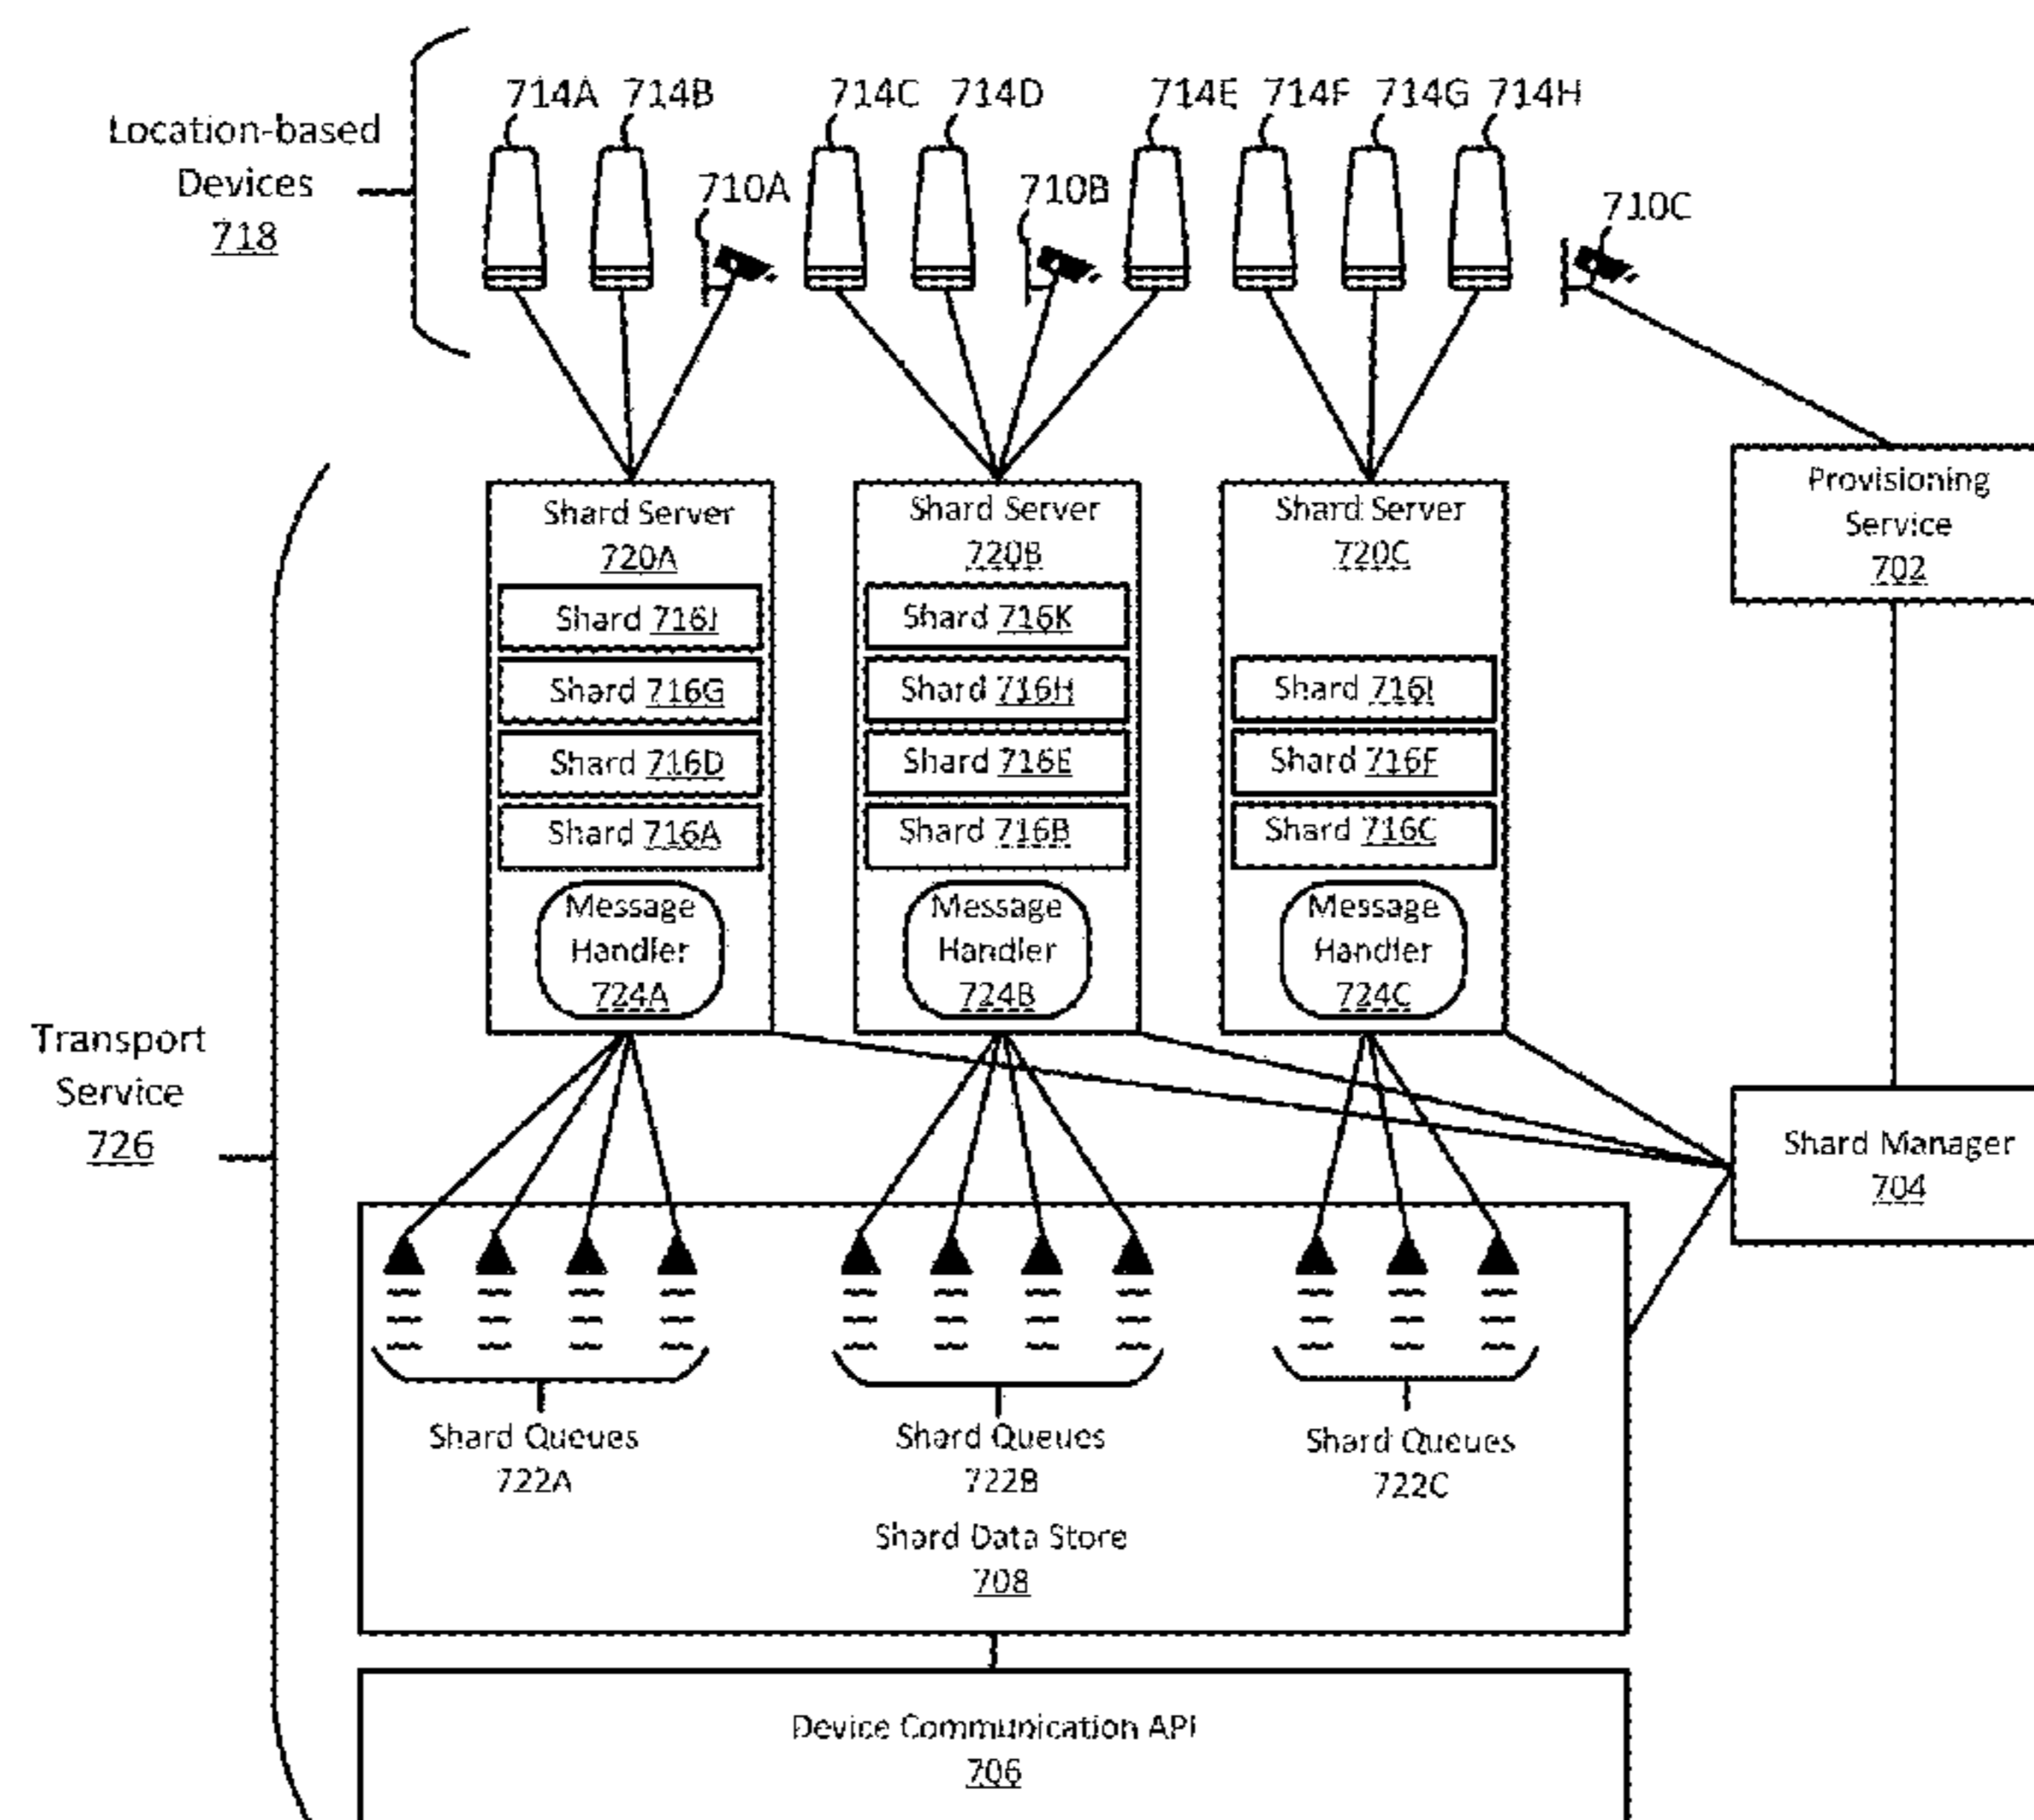 714A 714B 714C 714D 714E 714F 714G 714H
Location-based
Devices
718
710A 710B 710C
Provisioning
Service
702
Shard Server
720A
Shard 716J
Shard 716G
Shard 716D
Shard 716A
Message
Handler
724A
Shard Server
720B
Shard 716K
Shard 716H
Shard 716E
Shard 716B
Message
Handler
724B
Shard Server
720C
Shard 716I
Shard 716F
Shard 716C
Message
Handler
724C
Transport
Service
726
Shard Manager
704
Shard Queues
722A
Shard Queues
722B
Shard Queues
722C
Shard Data Store
708
Device Communication API
706